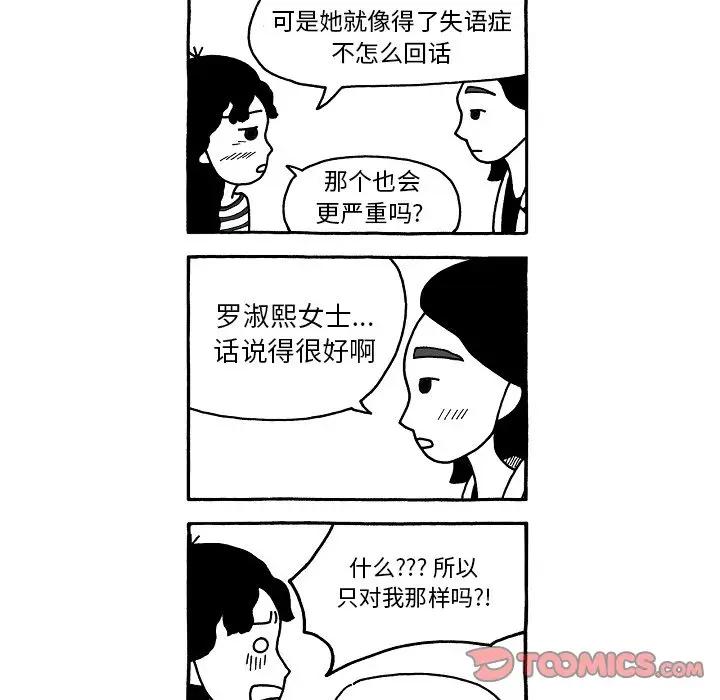 可是她就像得了失语症
不怎么回话
那个也会
更严重吗?
罗淑熙女士...
话说得很好啊
什么??? 所以
只对我那样吗?!
TOOMICS.com